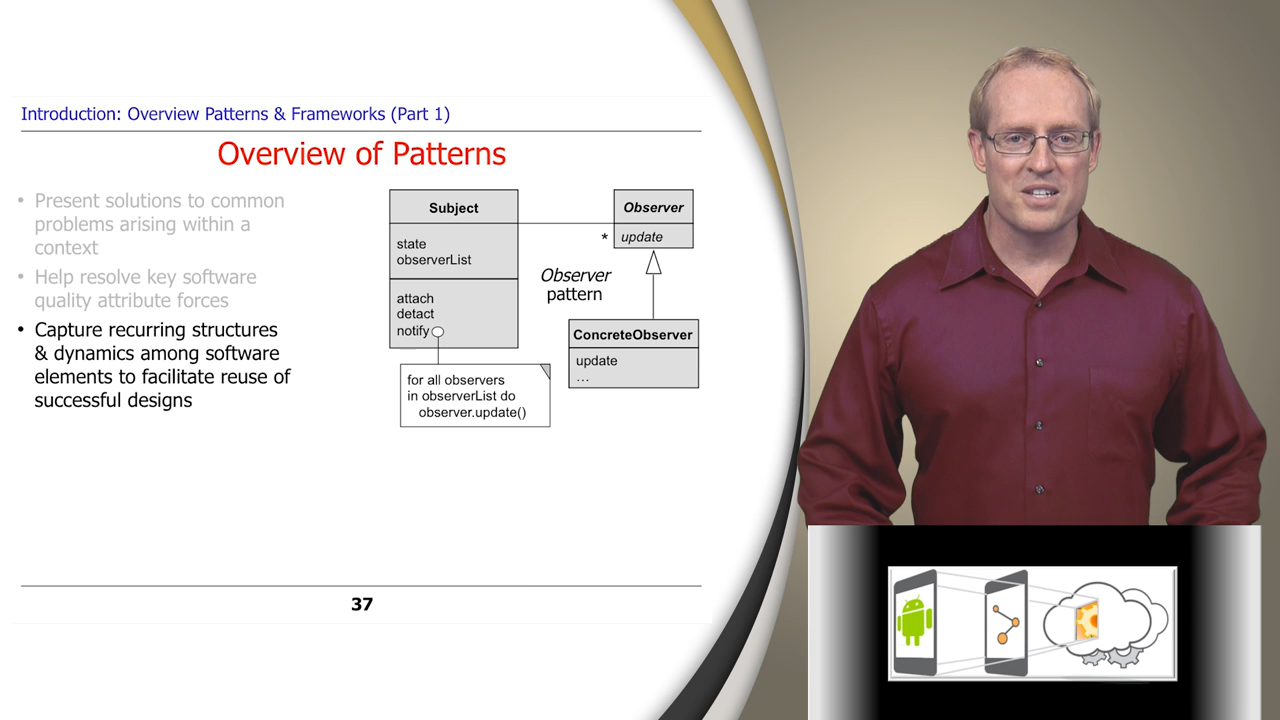 Introduction: Overview Patterns & Frameworks (Part 1)
Overview of Patterns
• Present solutions to common
problems arising within a
context
• Help resolve key software
quality attribute forces
• Capture recurring structures
& dynamics among software
elements to facilitate reuse of
successful designs
Subject
state
observerList
attach
detact
notify
for all observers
in observerList do
observer.update()
Observer
update
*
Observer
pattern
ConcreteObserver
update
...
37